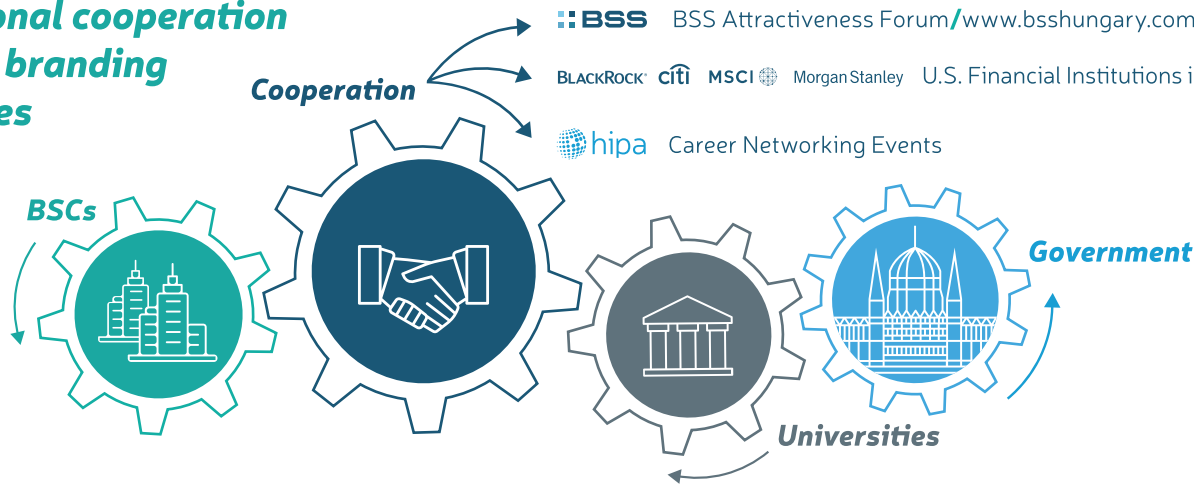 onal cooperation
branding
es
Cooperation
BSS BSS Attractiveness Forum/www.bsshungary.com
BLACKROCK citi MSCI Morgan Stanley U.S. Financial Institutions i
hipa Career Networking Events
BSCs
Government
Universities